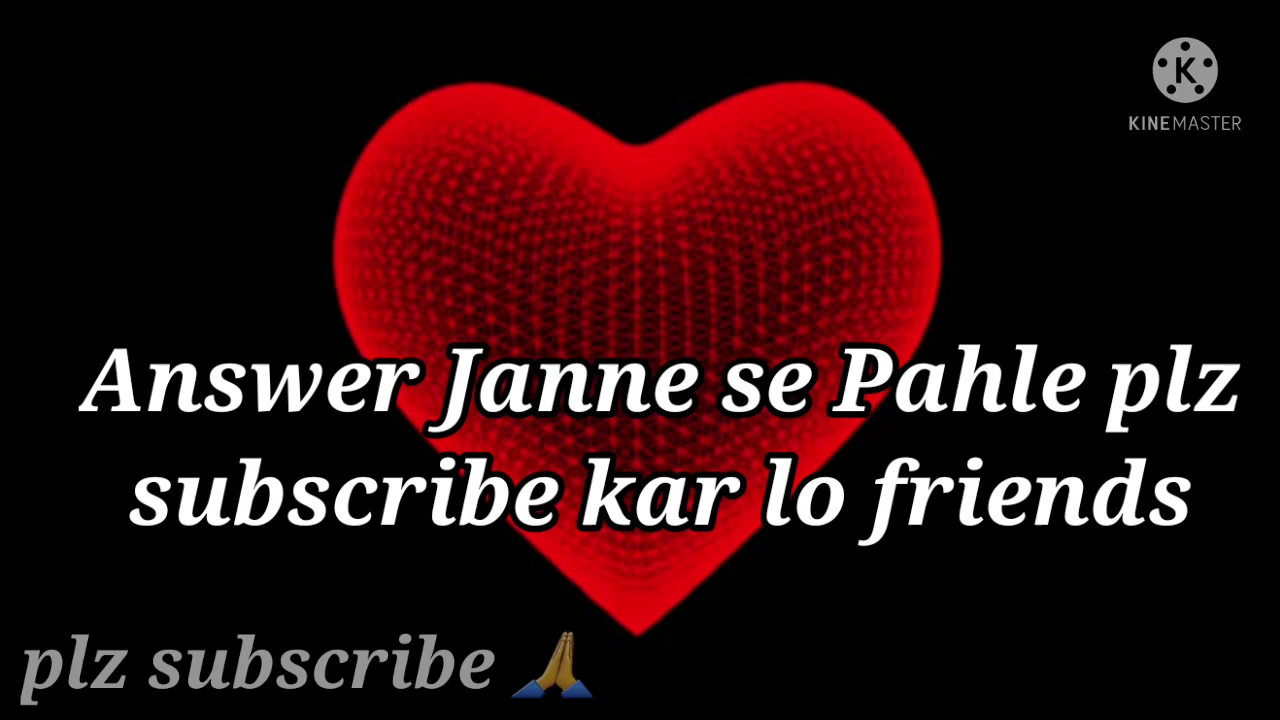 K
KINEMASTER
Answer Janne se Pahle plz
subscribe kar lo friends
plz subscribe 🙏